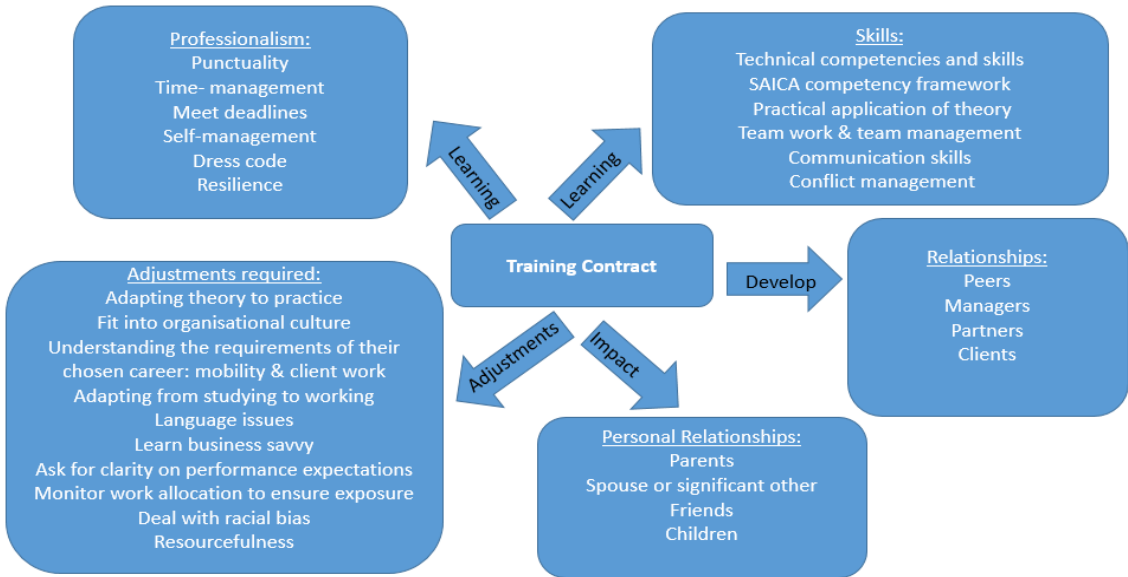 Professionalism:
Punctuality
Time- management
Meet deadlines
Self-management
Dress code
Resilience
Skills:
Technical competencies and skills
SAICA competency framework
Practical application of theory
Team work & team management
Communication skills
Conflict management
Learning
Learning
Training Contract
Develop
Relationships:
Peers
Managers
Partners
Clients
Adjustments
Impact
Adjustments required:
Adapting theory to practice
Fit into organisational culture
Understanding the requirements of their
chosen career: mobility & client work
Adapting from studying to working
Language issues
Learn business savvy
Ask for clarity on performance expectations
Monitor work allocation to ensure exposure
Deal with racial bias
Resourcefulness
Personal Relationships:
Parents
Spouse or significant other
Friends
Children